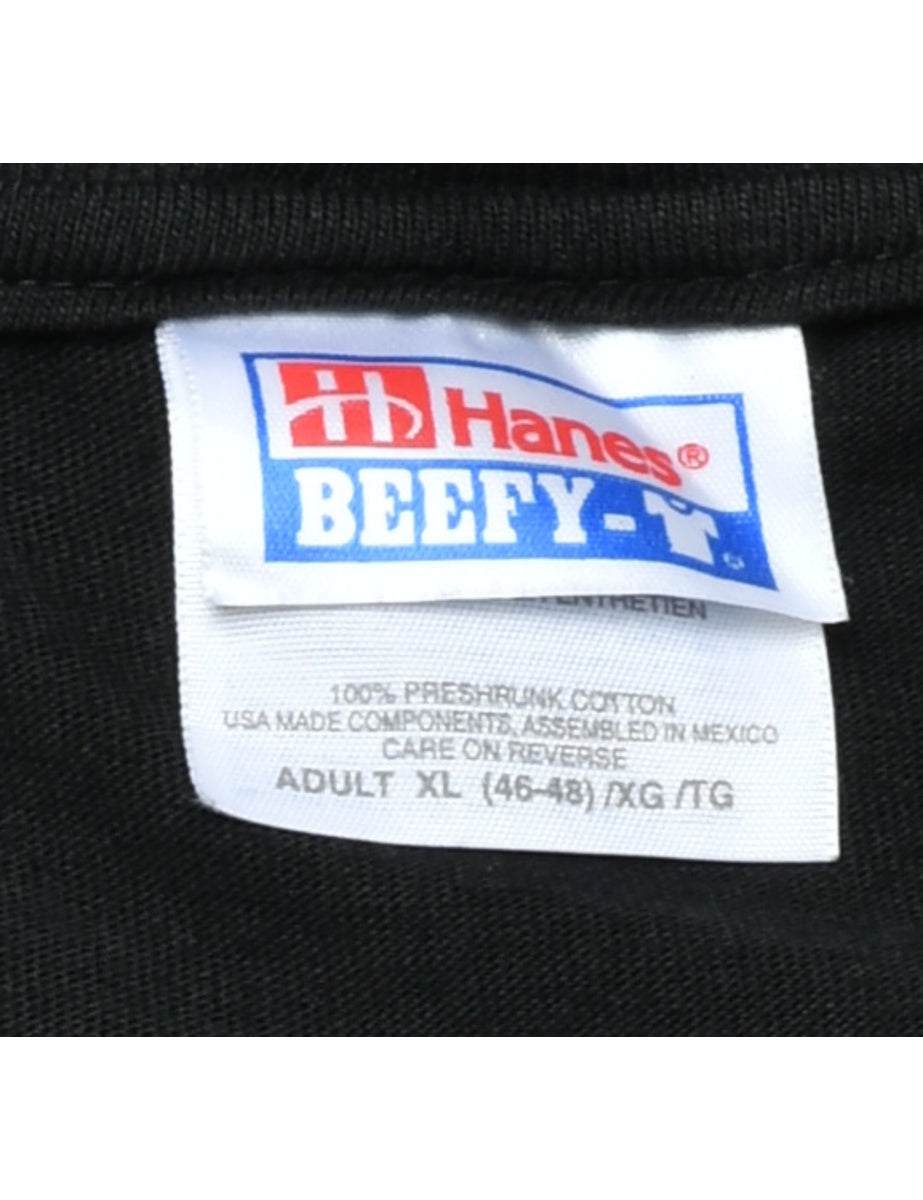 Hanes®
BEEFY-
ENTRETIEN
100% PRESHRUNK COTTON
USA MADE COMPONENTS, ASSEMBLED IN MEXICO
CARE ON REVERSE
ADULT XL (46-48) /XG /TG